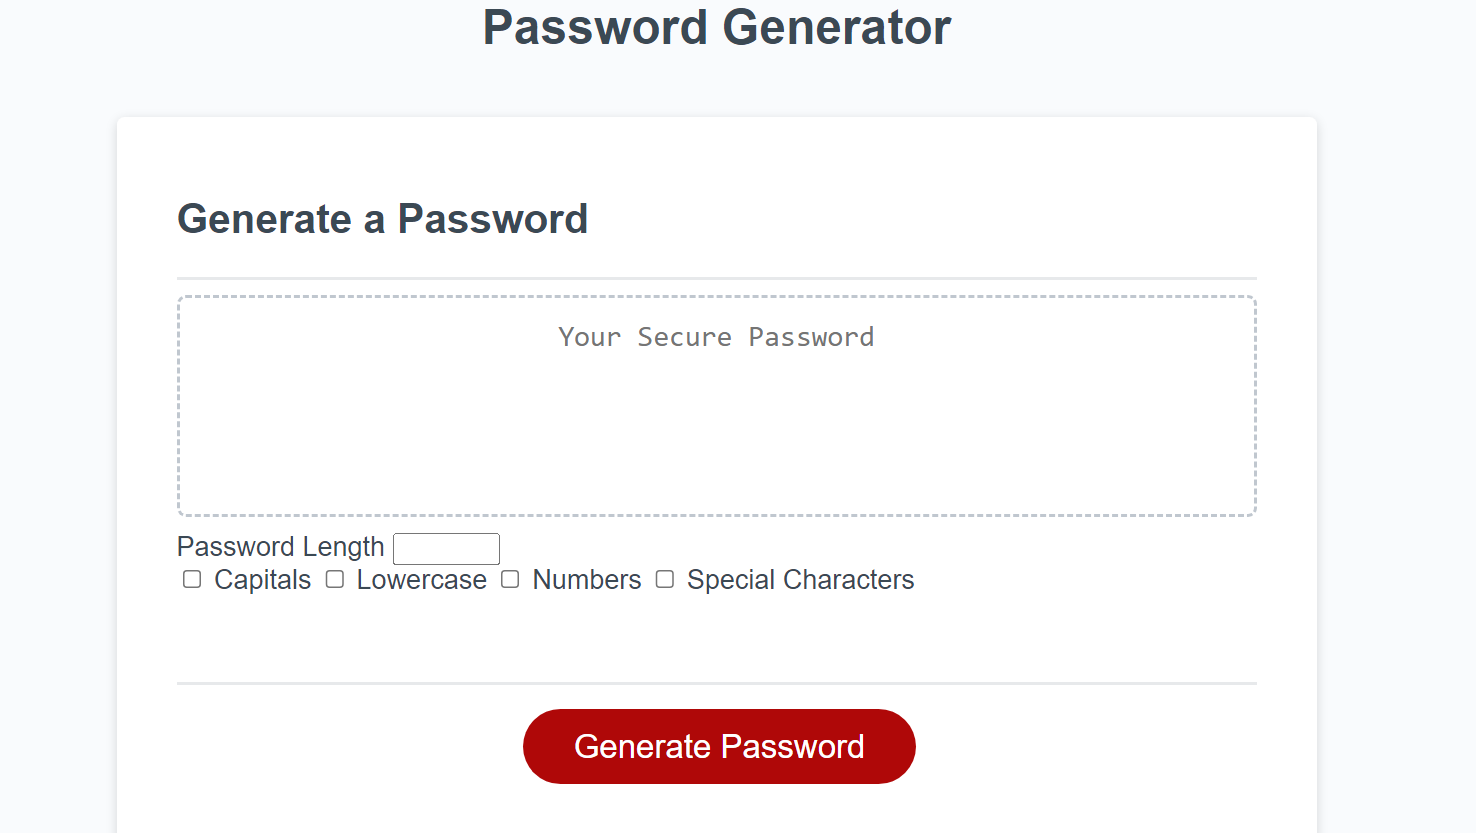 Password Generator
Generate a Password
Your Secure Password
Password Length
Capitals Lowercase Numbers Special Characters
Generate Password